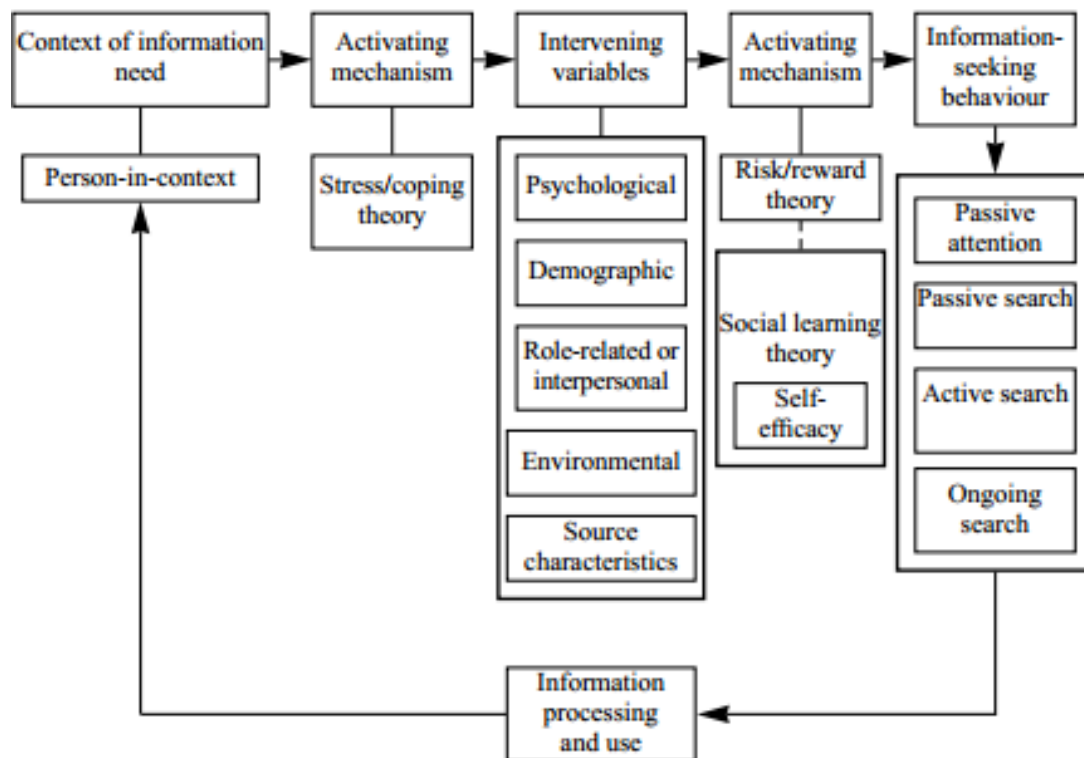 Context of information
need
Activating
mechanism
Intervening
variables
Activating
mechanism
Information-
seeking
behaviour
Person-in-context
Stress/coping
theory
Psychological
Demographic
Role-related or
interpersonal
Environmental
Source
characteristics
Risk/reward
theory
Social learning
theory
Self-
efficacy
Passive
attention
Passive search
Active search
Ongoing
search
Information
processing
and use